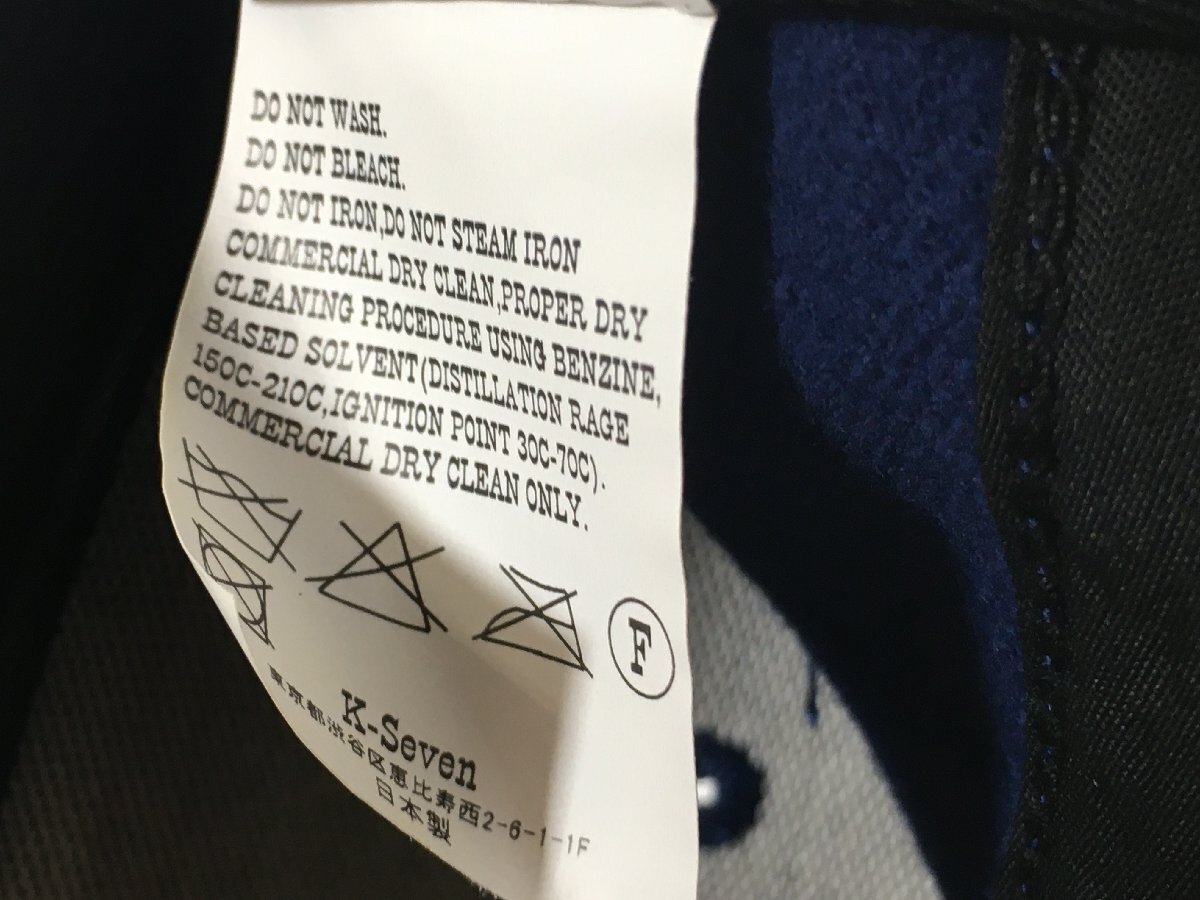 DO NOT WASH.
DO NOT BLEACH.
DO NOT IRON,DO NOT STEAM IRON
COMMERCIAL DRY CLEAN,PROPER DRY
CLEANING PROCEDURE USING BENZINE,
BASED SOLVENT(DISTILLATION RAGE
150C-210C,IGNITION POINT 30C-70C).
COMMERCIAL DRY CLEAN ONLY.
F
K-Seven
東京都渋谷区恵比寿西2-6-1-1F
日本製